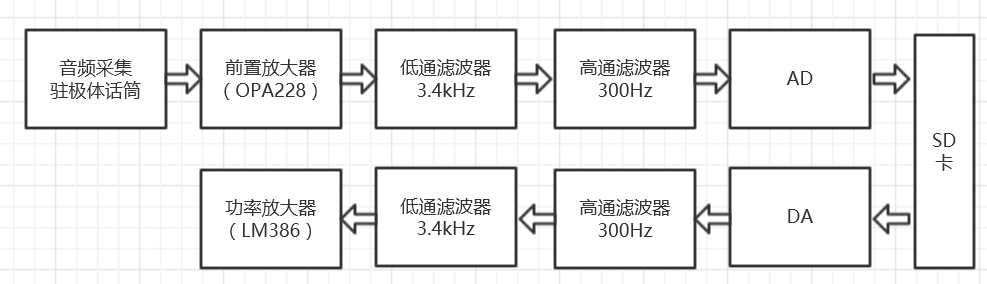 音频采集
驻极体话筒
前置放大器
（OPA228）
低通滤波器
3.4kHz
高通滤波器
300Hz
AD
SD
卡
功率放大器
（LM386）
低通滤波器
3.4kHz
高通滤波器
300Hz
DA